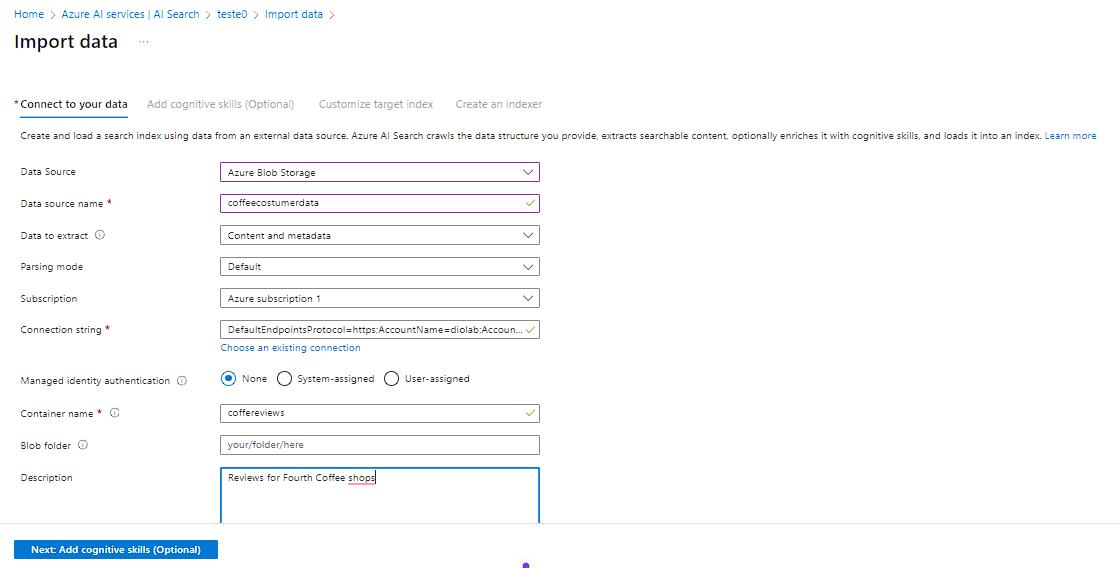 Home > Azure AI services | AI Search > teste0 > Import data >
Import data ...
* Connect to your data Add cognitive skills (Optional) Customize target index Create an indexer
Create and load a search index using data from an external data source. Azure AI Search crawls the data structure you provide, extracts searchable content, optionally enriches it with cognitive skills, and loads it into an index. Learn more
Data Source Azure Blob Storage
Data source name * coffeecostumerdata
Data to extract Content and metadata
Parsing mode Default
Subscription Azure subscription 1
Connection string * DefaultEndpointsProtocol=https;AccountName=diolab;Accoun...
Choose an existing connection
Managed identity authentication None System-assigned User-assigned
Container name * coffereviews
Blob folder your/folder/here
Description Reviews for Fourth Coffee shops
Next: Add cognitive skills (Optional)